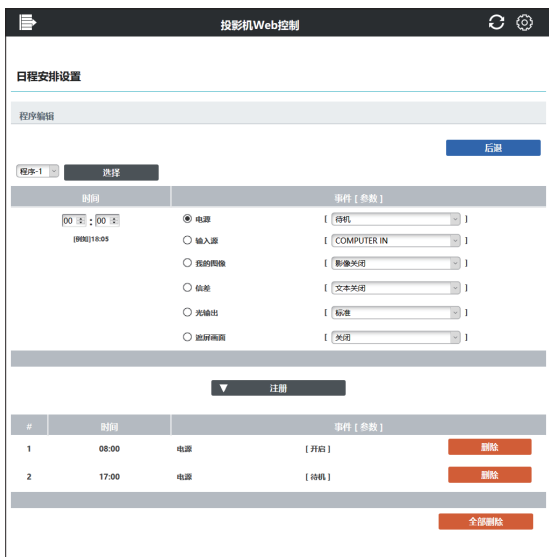 投影机Web控制
日程安排设置
程序编辑
后退
程序-1 选择
时间 事件 [ 参数 ]
00 : 00 电源 [ 待机 ]
[例如]18:05 输入源 [ COMPUTER IN ]
我的图像 [ 影像关闭 ]
信差 [ 文本关闭 ]
光输出 [ 标准 ]
遮屏画面 [ 关闭 ]
▼ 注册
# 时间 事件 [ 参数 ]
1 08:00 电源 [ 开启 ] 删除
2 17:00 电源 [ 待机 ] 删除
全部删除